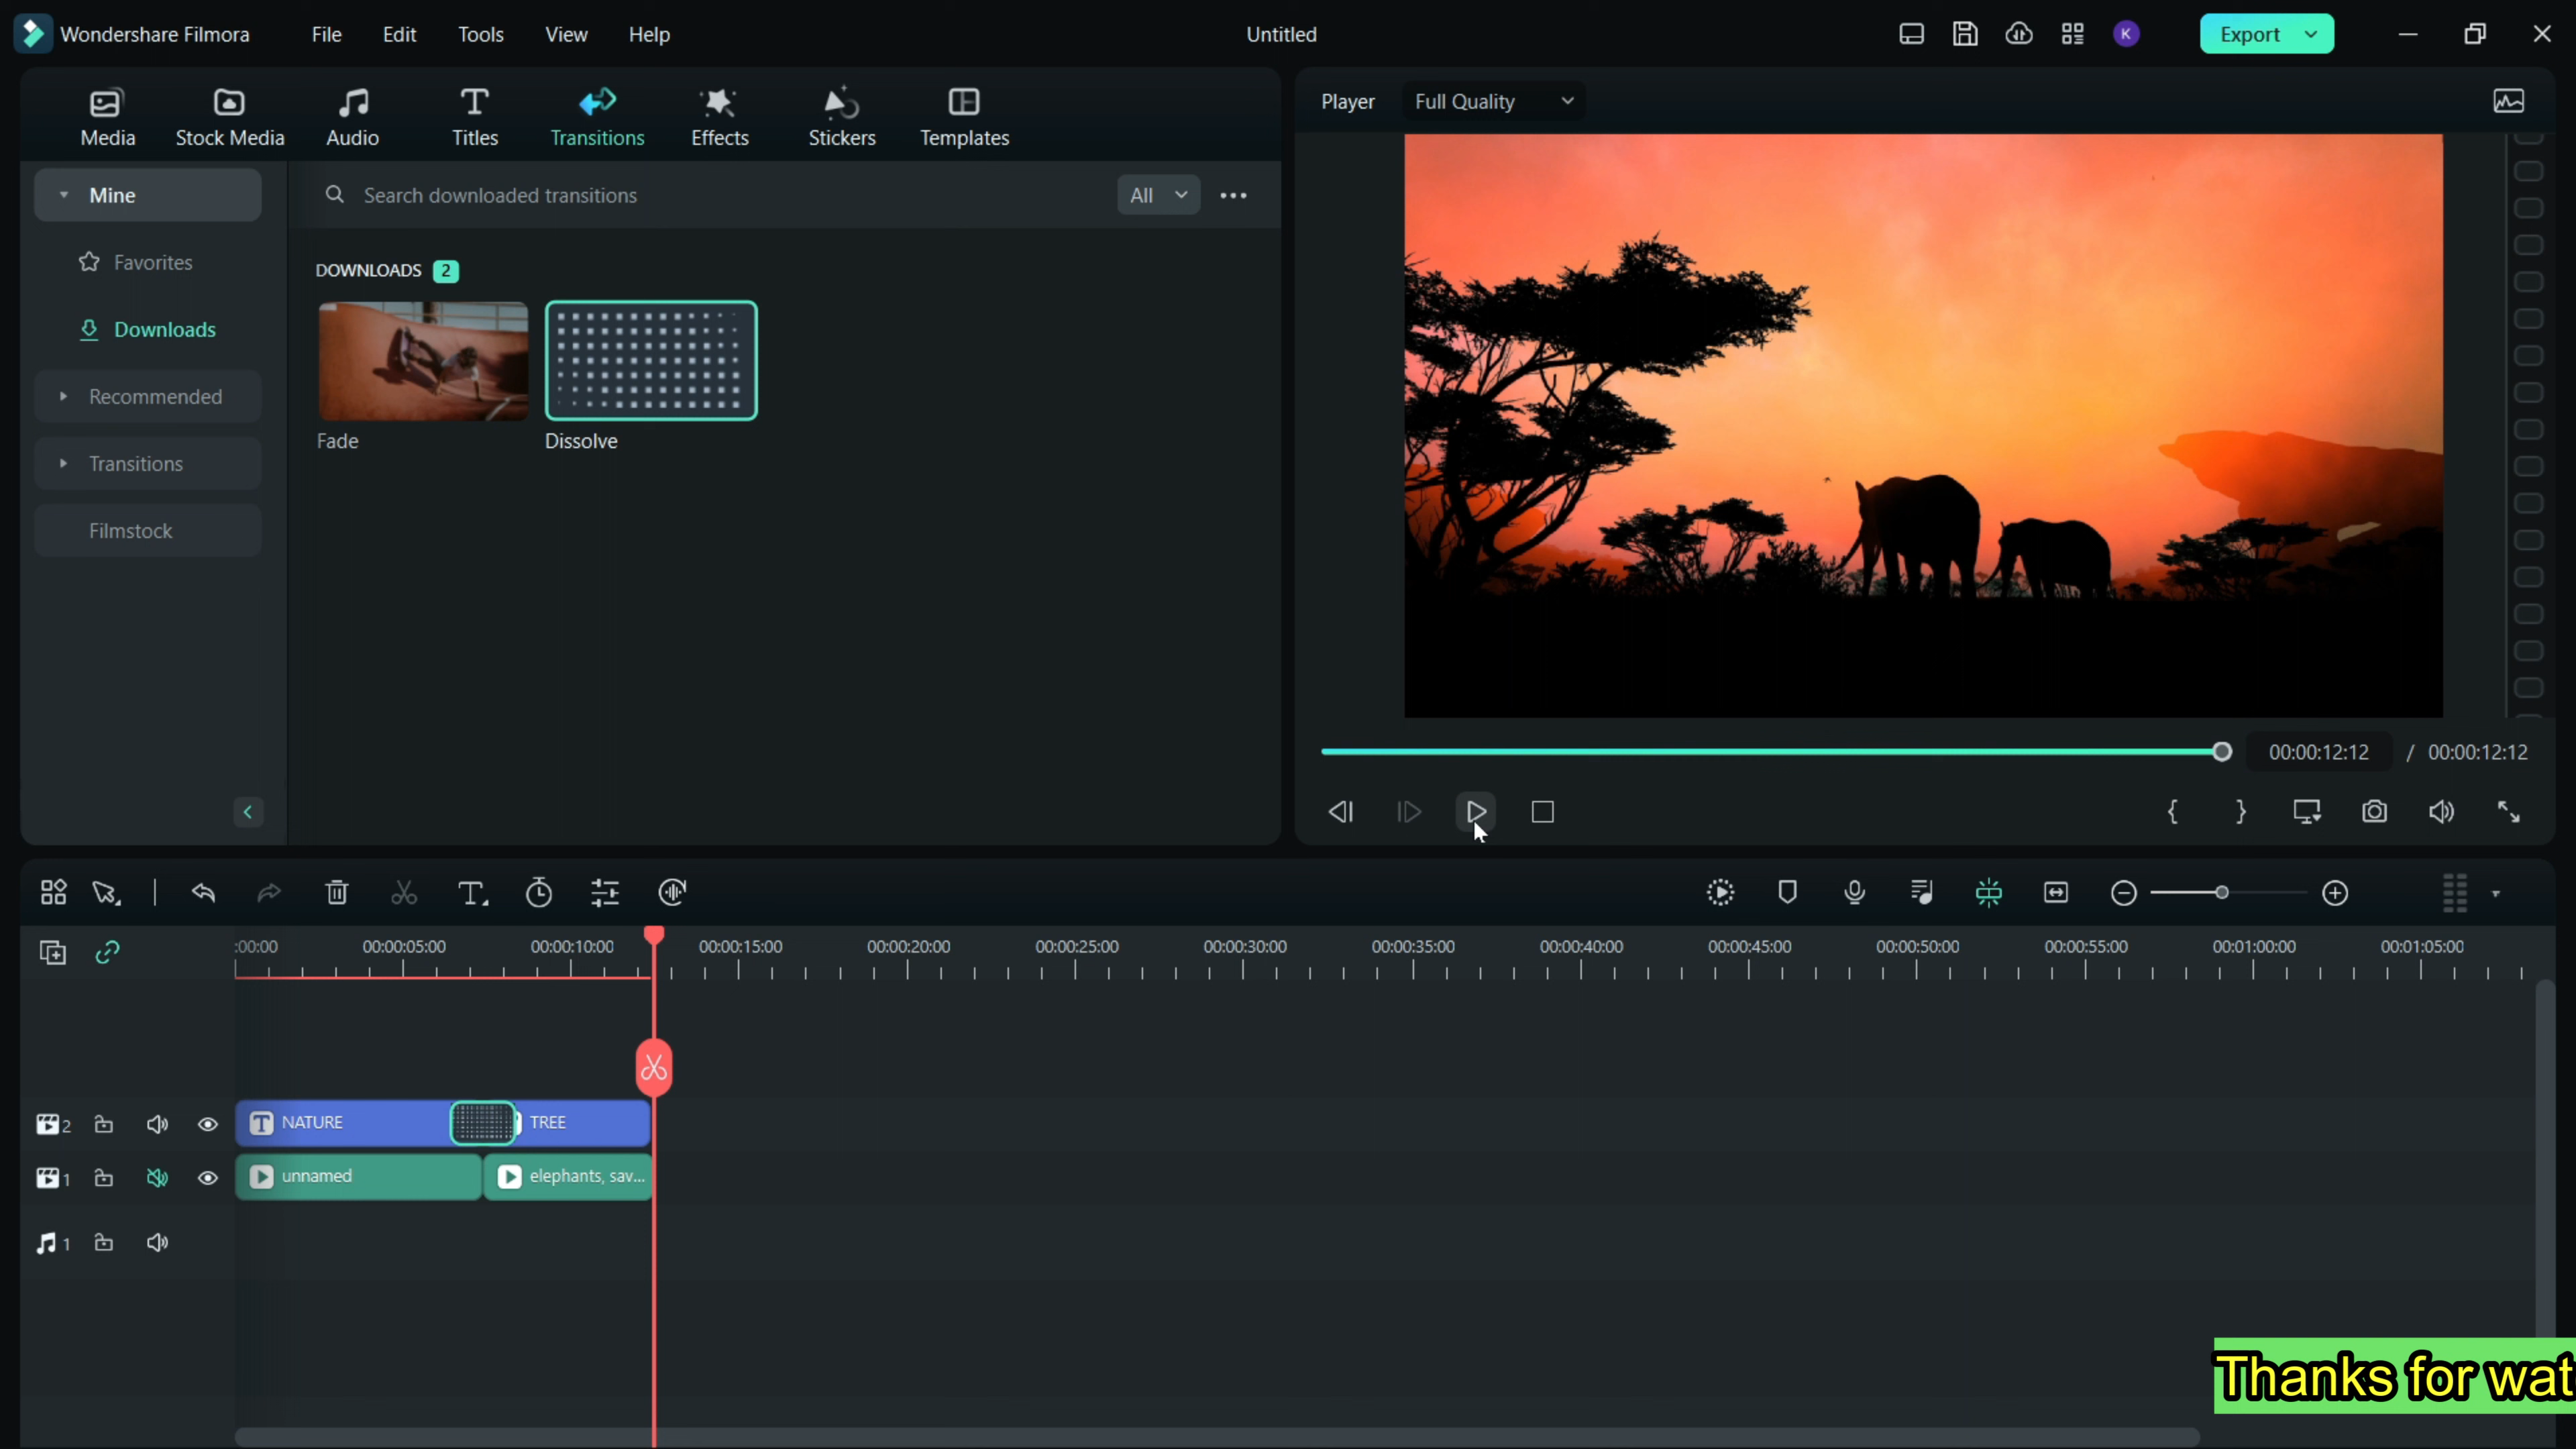 Wondershare Filmora File Edit Tools View Help Untitled K Export
Media Stock Media Audio Titles Transitions Effects Stickers Templates
Player Full Quality
Mine
Search downloaded transitions All
Favorites
DOWNLOADS 2
Downloads
Recommended
Fade Dissolve
Transitions
Filmstock
00:00:12:12 / 00:00:12:12
:00:00 00:00:05:00 00:00:10:00 00:00:15:00 00:00:20:00 00:00:25:00 00:00:30:00 00:00:35:00 00:00:40:00 00:00:45:00 00:00:50:00 00:00:55:00 00:01:00:00 00:01:05:00
2 T NATURE TREE
1 unnamed elephants, sav...
1
Thanks for wat